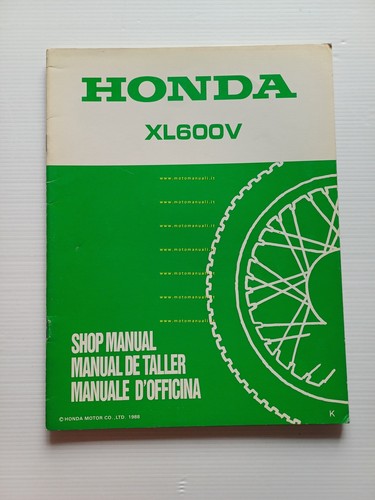 HONDA
XL600V
www.motomanuali.it
www.motomanuali.it
www.motomanuali.it
www.motomanuali.it
www.motomanuali.it
www.motomanuali.it
www.motomanuali.it
SHOP MANUAL
MANUAL DE TALLER
MANUALE D'OFFICINA
© HONDA MOTOR CO., LTD. 1988
K